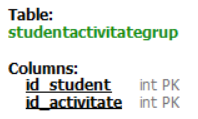 Table:
studentactivitategrup
Columns:
id_student int PK
id_activitate int PK